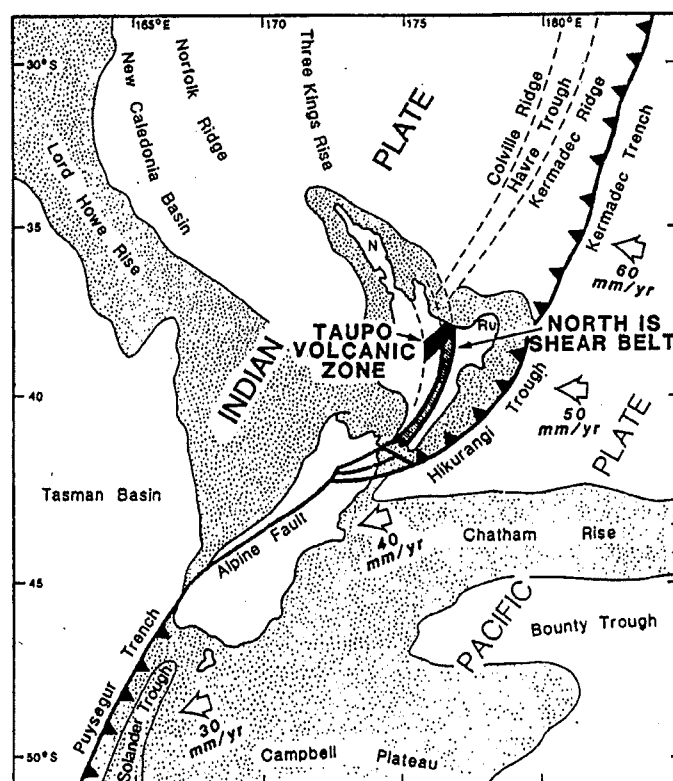 165°E
170
175
180°E
30°S
35
40
45
50°S
Lord Howe Rise
New Caledonia Basin
Norfolk Ridge
Three Kings Rise
INDIAN
PLATE
Colville Ridge
Havre Trough
Kermadec Ridge
Kermadec Trench
60
mm/yr
N
Ru
TAUPO
VOLCANIC
ZONE
NORTH IS
SHEAR BELT
50
mm/yr
Hikurangi Trough
PLATE
Tasman Basin
Alpine Fault
40
mm/yr
Chatham Rise
PACIFIC
Bounty Trough
Puysegur Trench
Solander Trough
30
mm/yr
Campbell Plateau